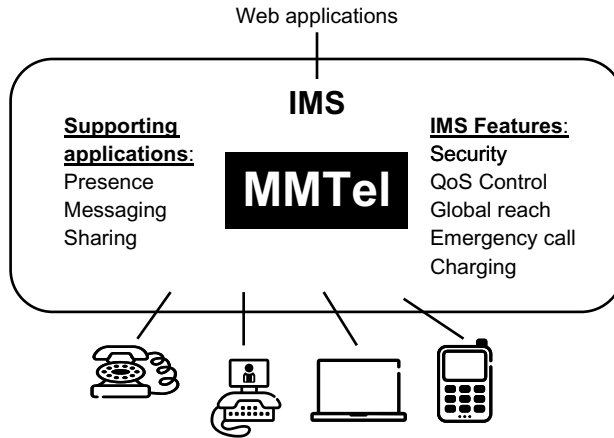 Web applications
IMS
Supporting
applications:
Presence
Messaging
Sharing
MMTel
IMS Features:
Security
QoS Control
Global reach
Emergency call
Charging